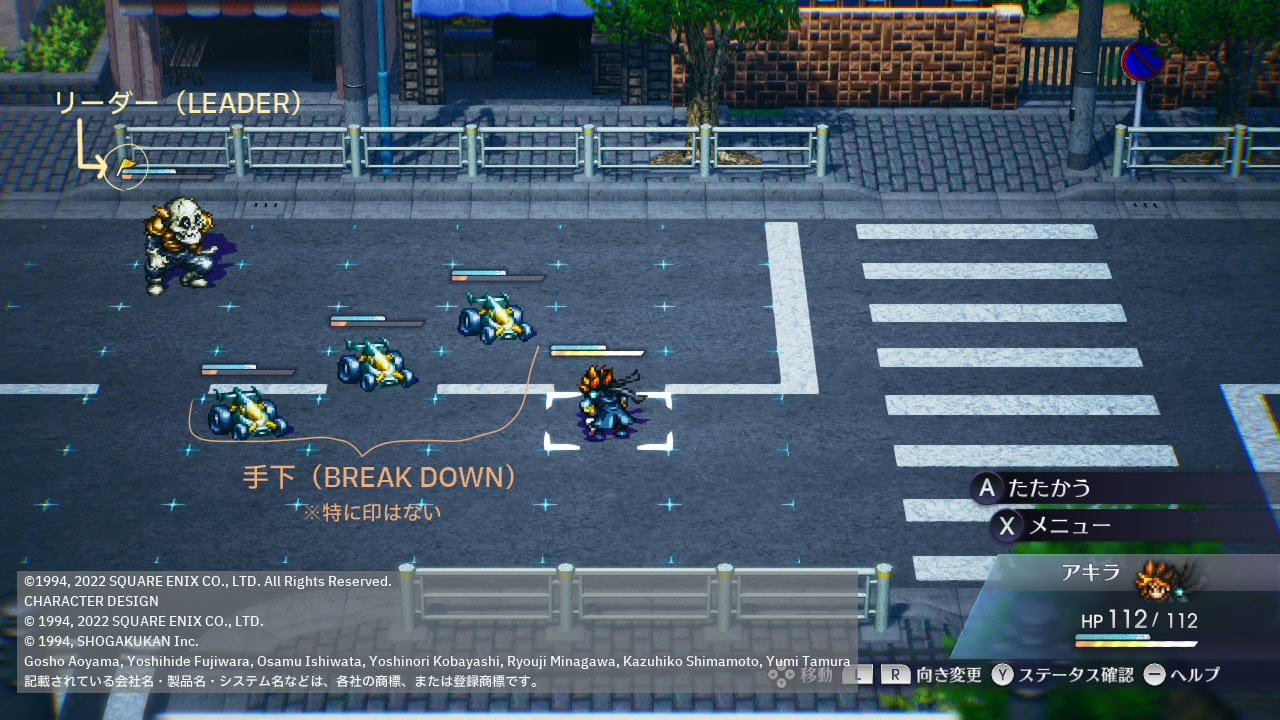 リーダー（LEADER）
手下（BREAK DOWN）
※特に印はない
A たたかう
X メニュー
アキラ
HP 112 / 112
移動 L R 向き変更 Y ステータス確認 − ヘルプ
©1994, 2022 SQUARE ENIX CO., LTD. All Rights Reserved.
CHARACTER DESIGN
© 1994, 2022 SQUARE ENIX CO., LTD.
© 1994, SHOGAKUKAN Inc.
Gosho Aoyama, Yoshihide Fujiwara, Osamu Ishiwata, Yoshinori Kobayashi, Ryouji Minagawa, Kazuhiko Shimamoto, Yumi Tamura
記載されている会社名・製品名・システム名などは、各社の商標、または登録商標です。